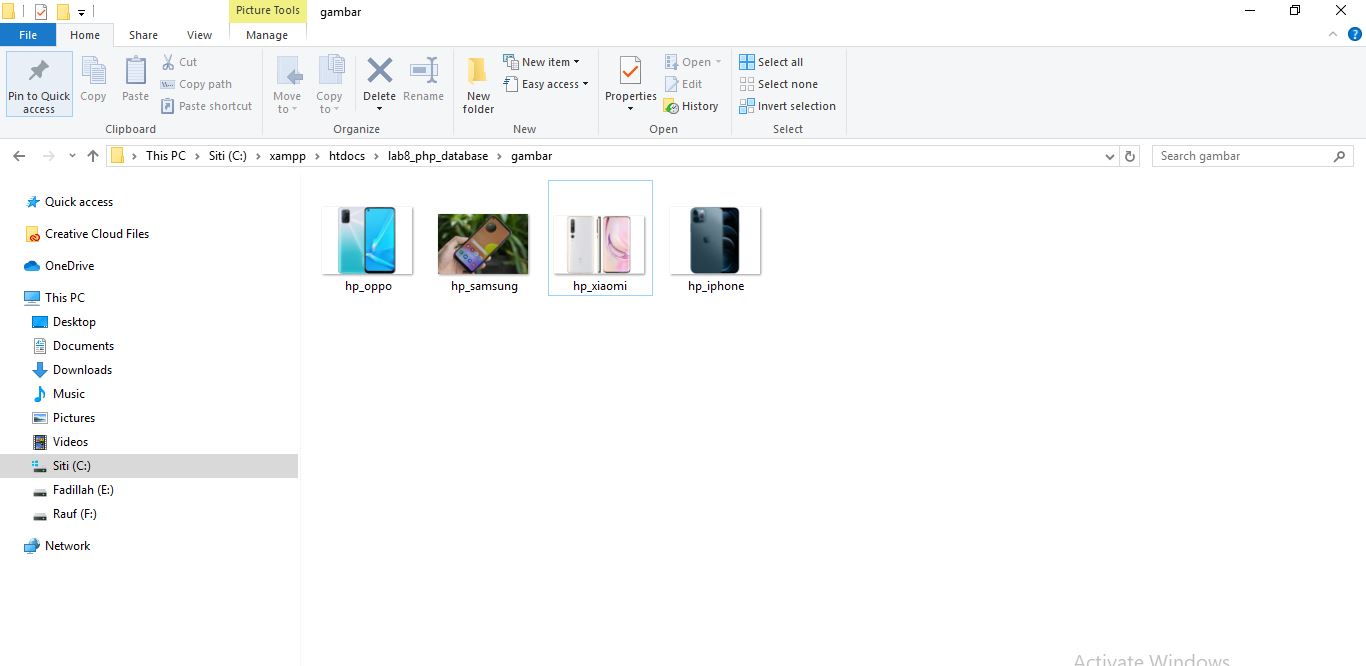 Picture Tools
gambar
File
Home
Share
View
Manage
Pin to Quick
access
Copy
Paste
Cut
Copy path
Paste shortcut
Clipboard
Move
to
Copy
to
Delete
Rename
Organize
New
folder
New item
Easy access
New
Properties
Open
Edit
History
Open
Select all
Select none
Invert selection
Select
This PC
Siti (C:)
xampp
htdocs
lab8_php_database
gambar
Search gambar
Quick access
Creative Cloud Files
OneDrive
This PC
Desktop
Documents
Downloads
Music
Pictures
Videos
Siti (C:)
Fadillah (E:)
Rauf (F:)
Network
hp_oppo
hp_samsung
hp_xiaomi
hp_iphone
Activate Windows